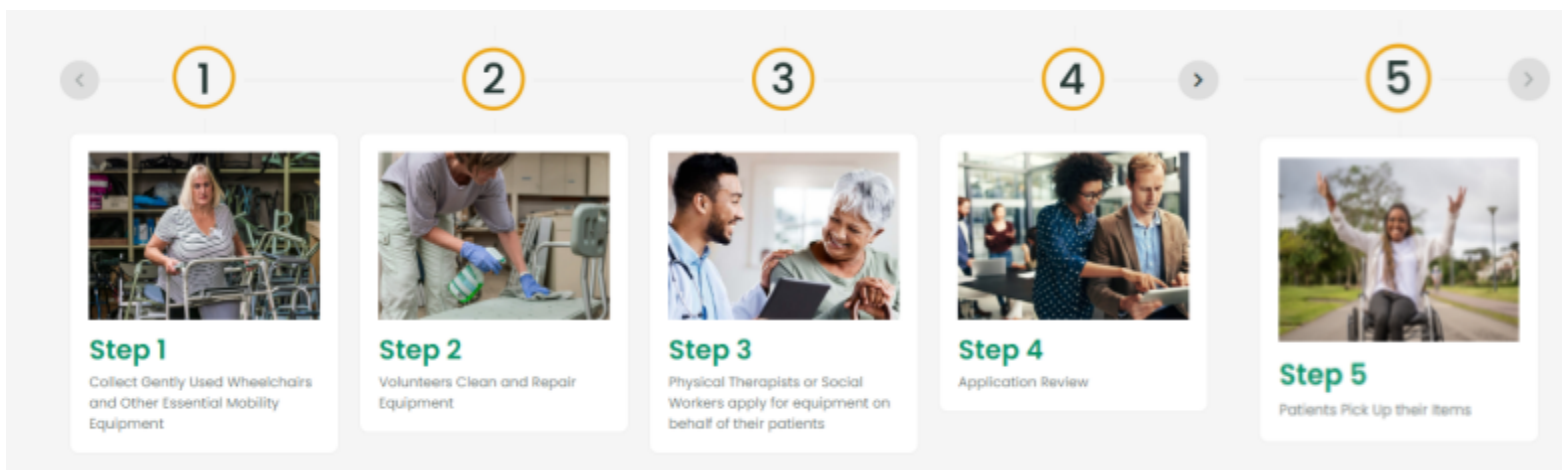 1
2
3
4
5
Step 1
Collect Gently Used Wheelchairs
and Other Essential Mobility
Equipment
Step 2
Volunteers Clean and Repair
Equipment
Step 3
Physical Therapists or Social
Workers apply for equipment on
behalf of their patients
Step 4
Application Review
Step 5
Patients Pick Up their Items